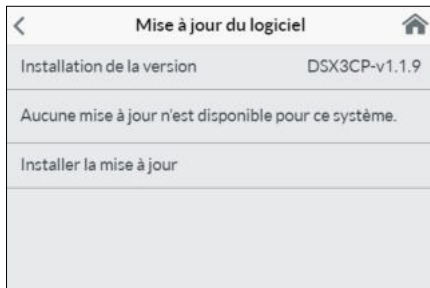 Mise à jour du logiciel
Installation de la version DSX3CP-v1.1.9
Aucune mise à jour n'est disponible pour ce système.
Installer la mise à jour